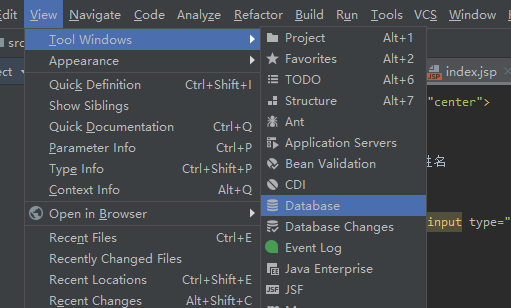 Edit View Navigate Code Analyze Refactor Build Run Tools VCS Window
src
index.jsp
JSP
Tool Windows
Appearance
Quick Definition Ctrl+Shift+I
Show Siblings
Quick Documentation Ctrl+Q
Parameter Info Ctrl+P
Type Info Ctrl+Shift+P
Context Info Alt+Q
Open in Browser
Recent Files Ctrl+E
Recently Changed Files
Recent Locations Ctrl+Shift+E
Recent Changes Alt+Shift+C
Project Alt+1
Favorites Alt+2
TODO Alt+6
Structure Alt+7
Ant
Application Servers
Bean Validation
CDI
Database
Database Changes
Event Log
Java Enterprise
JSF
"center">
姓名
input type="